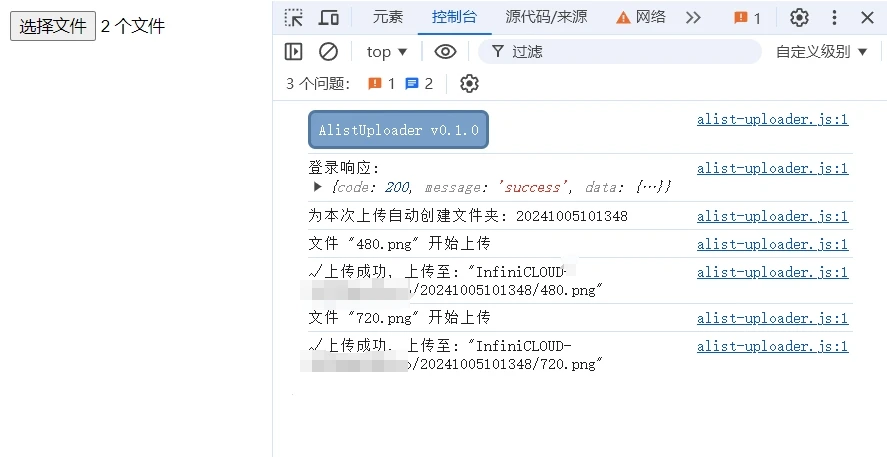 选择文件 2 个文件
元素 控制台 源代码/来源 网络 1
top 过滤 自定义级别
3 个问题: 1 2
AlistUploader v0.1.0 alist-uploader.js:1
登录响应: alist-uploader.js:1
{code: 200, message: 'success', data: {…}}
为本次上传自动创建文件夹: 20241005101348 alist-uploader.js:1
文件 "480.png" 开始上传 alist-uploader.js:1
✓上传成功, 上传至: "InfiniCLOUD- alist-uploader.js:1
/20241005101348/480.png"
文件 "720.png" 开始上传 alist-uploader.js:1
✓上传成功, 上传至: "InfiniCLOUD- alist-uploader.js:1
/20241005101348/720.png"